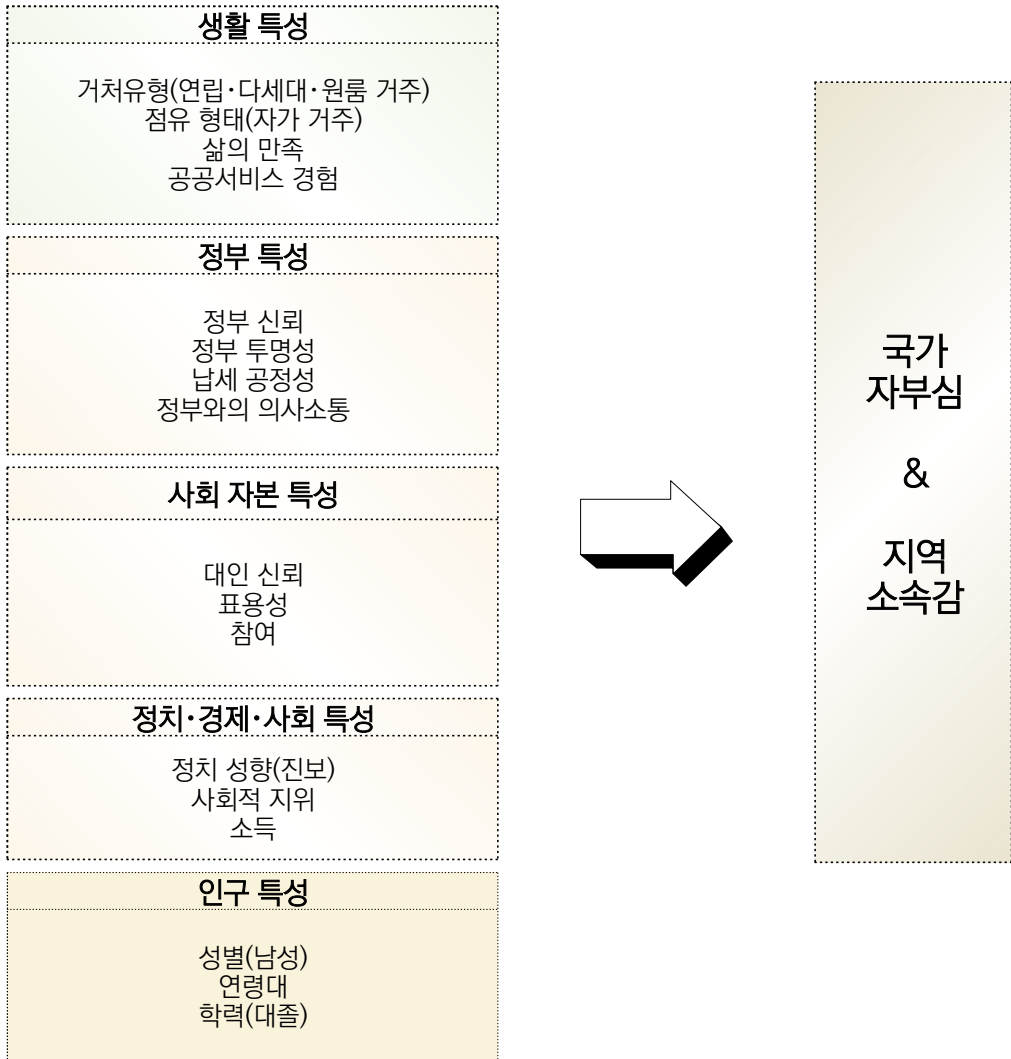 생활 특성
거처유형(연립·다세대·원룸 거주)
점유 형태(자가 거주)
삶의 만족
공공서비스 경험
정부 특성
정부 신뢰
정부 투명성
납세 공정성
정부와의 의사소통
사회 자본 특성
대인 신뢰
표용성
참여
정치·경제·사회 특성
정치 성향(진보)
사회적 지위
소득
인구 특성
성별(남성)
연령대
학력(대졸)
국가
자부심
&
지역
소속감